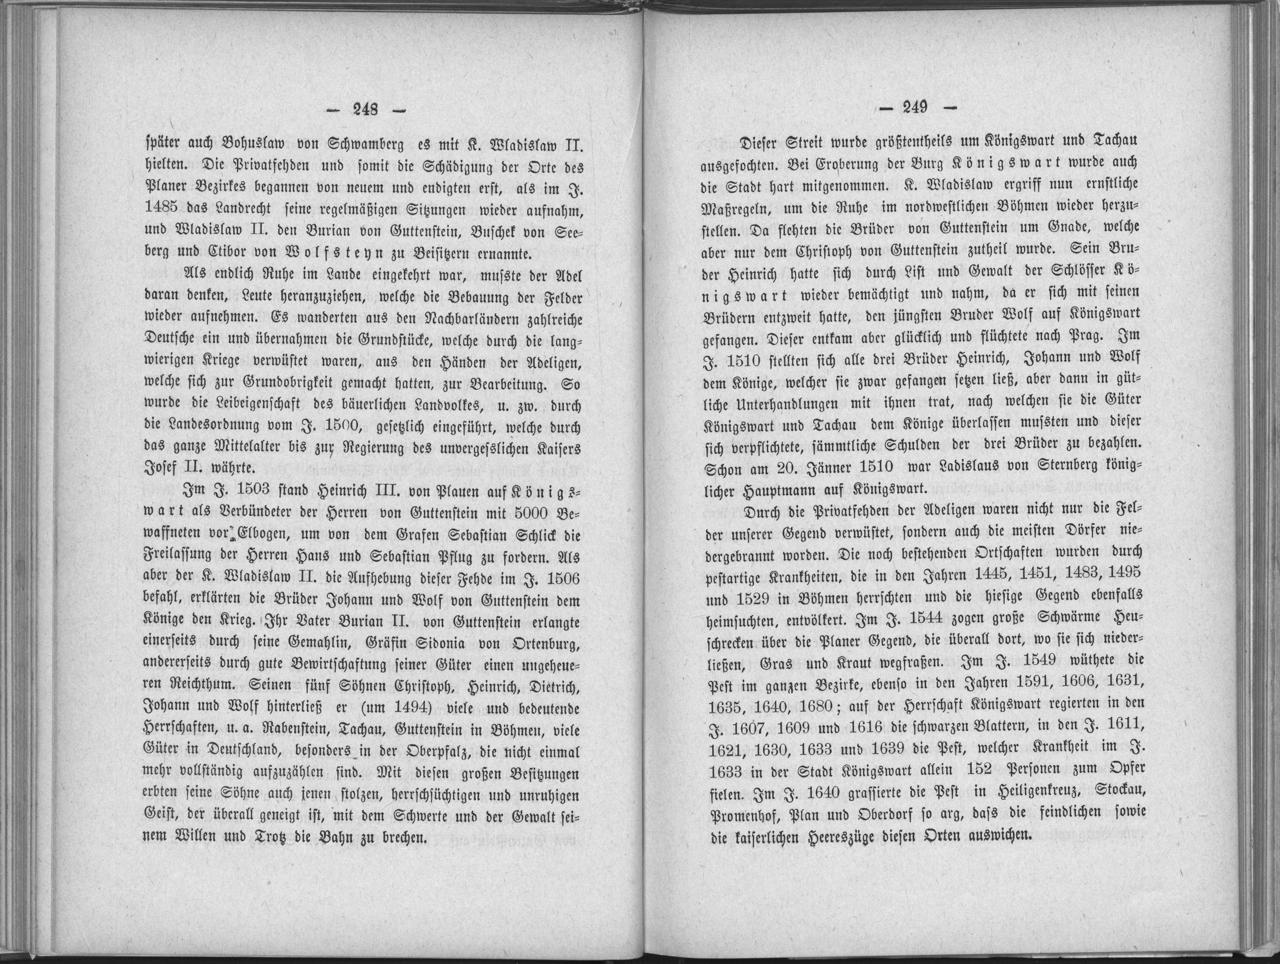 — 248 —
später auch Bohuslaw von Schwamberg es mit K. Wladislaw II.
hielten. Die Privatfehden und somit die Schädigung der Orte des
Planer Bezirkes begannen von neuem und endigten erst, als im J.
1485 das Landrecht seine regelmäßigen Sitzungen wieder aufnahm,
und Wladislaw II. den Burian von Guttenstein, Buschek von See-
berg und Ctibor von Wolfsteyn zu Beisitzern ernannte.
Als endlich Ruhe im Lande eingekehrt war, musste der Adel
daran denken, Leute heranzuziehen, welche die Bebauung der Felder
wieder aufnehmen. Es wanderten aus den Nachbarländern zahlreiche
Deutsche ein und übernahmen die Grundstücke, welche durch die lang-
wierigen Kriege verwüstet waren, aus den Händen der Adeligen,
welche sich zur Grundobrigkeit gemacht hatten, zur Bearbeitung. So
wurde die Leibeigenschaft des bäuerlichen Landvolkes, u. zw. durch
die Landesordnung vom J. 1500, gesetzlich eingeführt, welche durch
das ganze Mittelalter bis zur Regierung des unvergesslichen Kaisers
Josef II. währte.
Im J. 1503 stand Heinrich III. von Plauen auf Königs-
wart als Verbündeter der Herren von Guttenstein mit 5000 Be-
waffneten vor Elbogen, um von dem Grafen Sebastian Schlick die
Freilassung der Herren Hans und Sebastian Pflug zu fordern. Als
aber der K. Wladislaw II. die Aufhebung dieser Fehde im J. 1506
befahl, erklärten die Brüder Johann und Wolf von Guttenstein dem
Könige den Krieg. Ihr Vater Burian II. von Guttenstein erlangte
einerseits durch seine Gemahlin, Gräfin Sidonia von Ortenburg,
andererseits durch gute Bewirtschaftung seiner Güter einen ungeheue-
ren Reichthum. Seinen fünf Söhnen Christoph, Heinrich, Dietrich,
Johann und Wolf hinterließ er (um 1494) viele und bedeutende
Herrschaften, u. a. Rabenstein, Tachau, Guttenstein in Böhmen, viele
Güter in Deutschland, besonders in der Oberpfalz, die nicht einmal
mehr vollständig aufzuzählen sind. Mit diesen großen Besitzungen
erbten seine Söhne auch jenen stolzen, herrschsüchtigen und unruhigen
Geist, der überall geneigt ist, mit dem Schwerte und der Gewalt sei-
nem Willen und Trotz die Bahn zu brechen.
— 249 —
Dieser Streit wurde größtentheils um Königswart und Tachau
ausgefochten. Bei Eroberung der Burg Königswart wurde auch
die Stadt hart mitgenommen. K. Wladislaw ergriff nun ernstliche
Maßregeln, um die Ruhe im nordwestlichen Böhmen wieder herzu-
stellen. Da flehten die Brüder von Guttenstein um Gnade, welche
aber nur dem Christoph von Guttenstein zutheil wurde. Sein Bru-
der Heinrich hatte sich durch List und Gewalt der Schlösser Kö-
nigswart wieder bemächtigt und nahm, da er sich mit seinen
Brüdern entzweit hatte, den jüngsten Bruder Wolf auf Königswart
gefangen. Dieser entkam aber glücklich und flüchtete nach Prag. Im
J. 1510 stellten sich alle drei Brüder Heinrich, Johann und Wolf
dem Könige, welcher sie zwar gefangen setzen ließ, aber dann in güt-
liche Unterhandlungen mit ihnen trat, nach welchen sie die Güter
Königswart und Tachau dem Könige überlassen mussten und dieser
sich verpflichtete, sämmtliche Schulden der drei Brüder zu bezahlen.
Schon am 20. Jänner 1510 war Ladislaus von Sternberg könig-
licher Hauptmann auf Königswart.
Durch die Privatfehden der Adeligen waren nicht nur die Fel-
der unserer Gegend verwüstet, sondern auch die meisten Dörfer nie-
dergebrannt worden. Die noch bestehenden Ortschaften wurden durch
pestartige Krankheiten, die in den Jahren 1445, 1451, 1483, 1495
und 1529 in Böhmen herrschten und die hiesige Gegend ebenfalls
heimsuchten, entvölkert. Im J. 1544 zogen große Schwärme Heu-
schrecken über die Planer Gegend, die überall dort, wo sie sich nieder-
ließen, Gras und Kraut wegfraßen. Im J. 1549 wüthete die
Pest im ganzen Bezirke, ebenso in den Jahren 1591, 1606, 1631,
1635, 1640, 1680; auf der Herrschaft Königswart regierten in den
J. 1607, 1609 und 1616 die schwarzen Blattern, in den J. 1611,
1621, 1630, 1633 und 1639 die Pest, welcher Krankheit im J.
1633 in der Stadt Königswart allein 152 Personen zum Opfer
fielen. Im J. 1640 grassierte die Pest in Heiligenkreuz, Stockau,
Promenhof, Plan und Oberdorf so arg, dass die feindlichen sowie
die kaiserlichen Heereszüge diesen Orten auswichen.